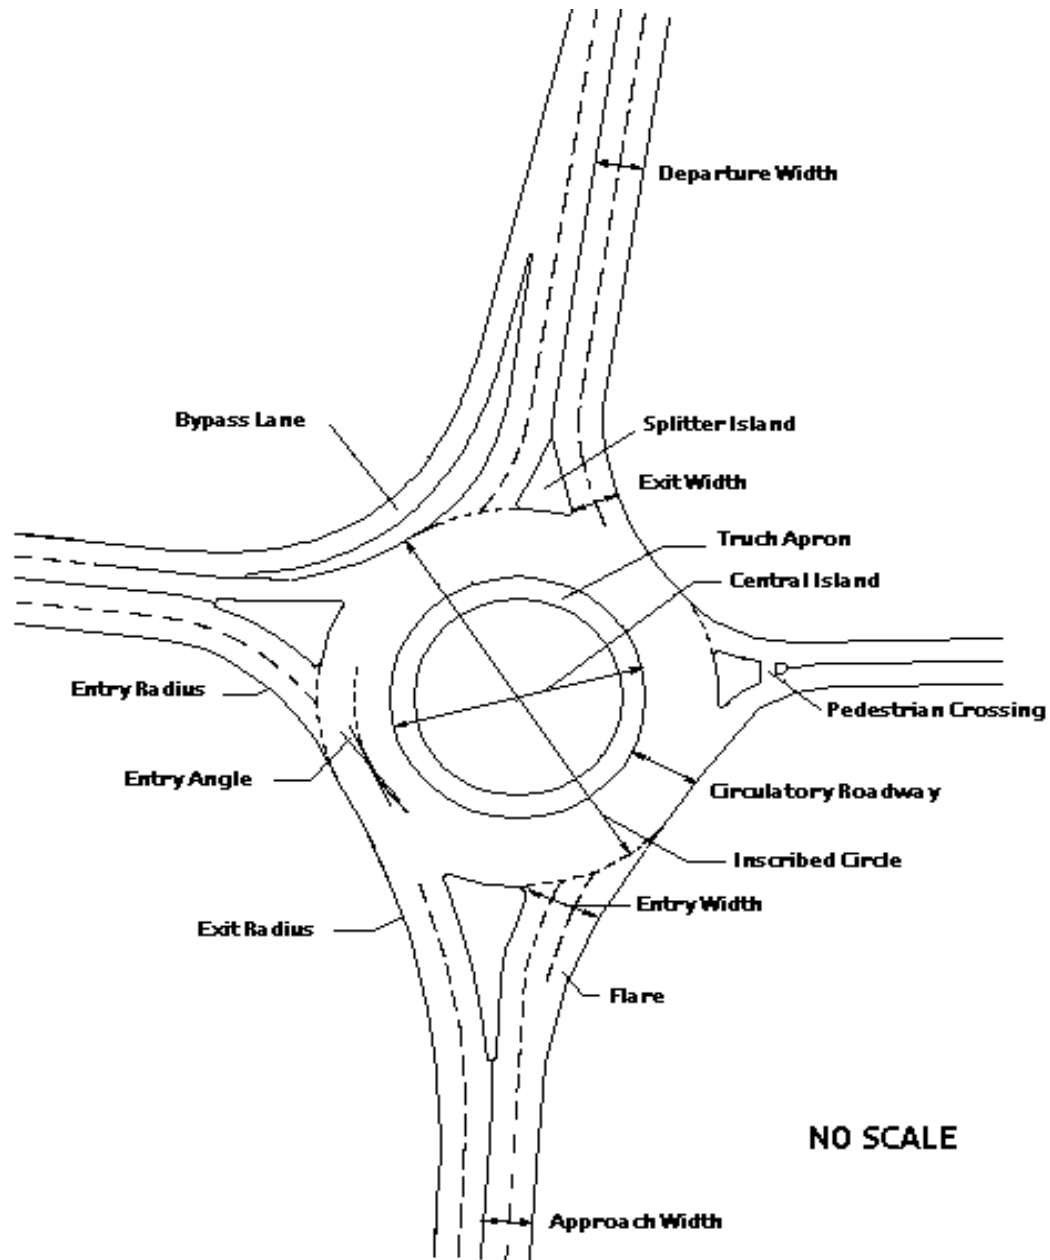 Departure Width
Bypass Lane
Splitter Island
Exit Width
Truch Apron
Central Island
Entry Radius
Pedestrian Crossing
Entry Angle
Circulatory Roadway
Inscribed Circle
Entry Width
Exit Radius
Flare
NO SCALE
Approach Width